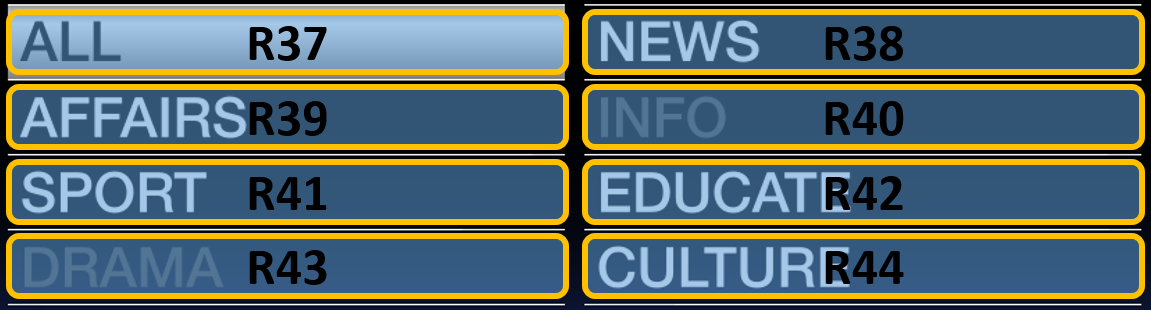 ALL R37 NEWS R38
AFFAIRS R39 INFO R40
SPORT R41 EDUCATE R42
DRAMA R43 CULTURE R44